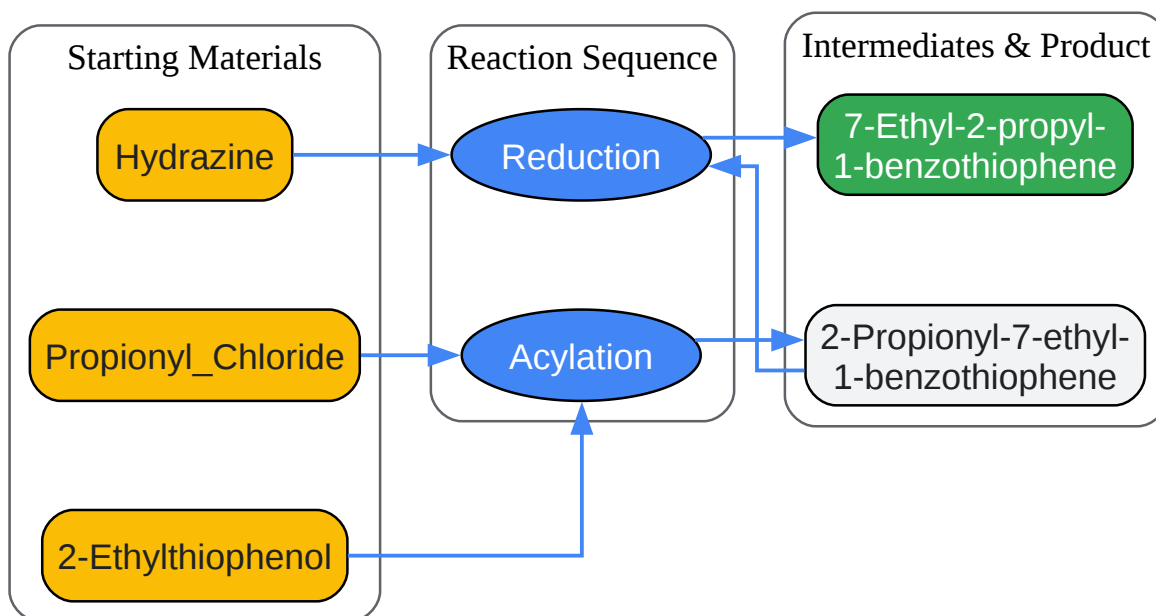 Starting Materials
Hydrazine
Propionyl_Chloride
2-Ethylthiophenol
Reaction Sequence
Reduction
Acylation
Intermediates & Product
7-Ethyl-2-propyl-
1-benzothiophene
2-Propionyl-7-ethyl-
1-benzothiophene